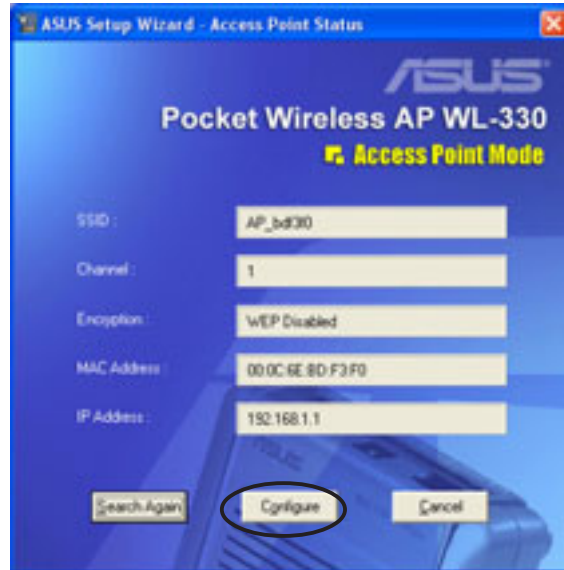 ASUS Setup Wizard - Access Point Status
ASUS
Pocket Wireless AP WL-330
Access Point Mode
SSID : AP_bdf3f0
Channel : 1
Encryption : WEP Disabled
MAC Address : 00:0C:6E:BD:F3:F0
IP Address : 192.168.1.1
Search Again Configure Cancel